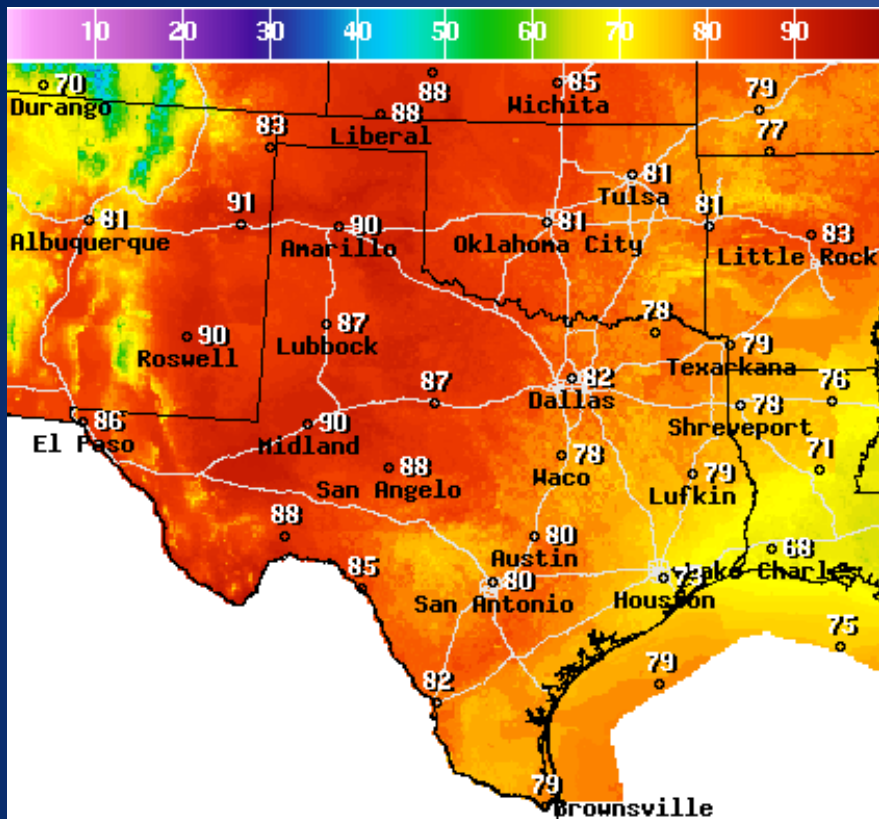 10 20 30 40 50 60 70 80 90
70
Durango
88
85
Wichita
79
88
Liberal
83
77
81
Tulsa
81
Albuquerque
91
90
Amarillo
81
Oklahoma City
81
83
Little Rock
90
Roswell
87
Lubbock
78
79
Texarkana
87
82
Dallas
78
Shreveport
76
86
El Paso
90
Midland
88
San Angelo
78
Waco
79
Lufkin
71
88
80
Austin
68
Lake Charles
85
80
San Antonio
73
Houston
75
79
82
79
Brownsville